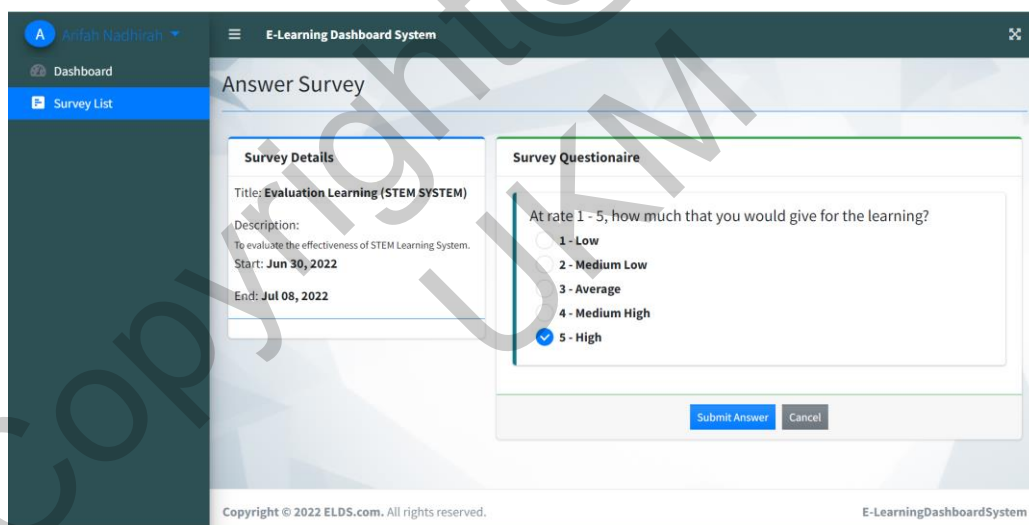 A Arifah Nadhirah
E-Learning Dashboard System
Dashboard
Survey List
Answer Survey
Survey Details
Title: Evaluation Learning (STEM SYSTEM)
Description:
To evaluate the effectiveness of STEM Learning System.
Start: Jun 30, 2022
End: Jul 08, 2022
Survey Questionaire
At rate 1 - 5, how much that you would give for the learning?
1 - Low
2 - Medium Low
3 - Average
4 - Medium High
5 - High
Submit Answer Cancel
Copyright © 2022 ELDS.com. All rights reserved.
E-LearningDashboardSystem
Copyright@
UKM